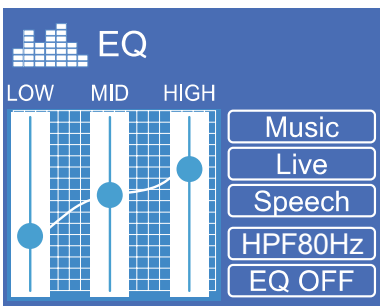 EQ
LOW MID HIGH
Music
Live
Speech
HPF80Hz
EQ OFF